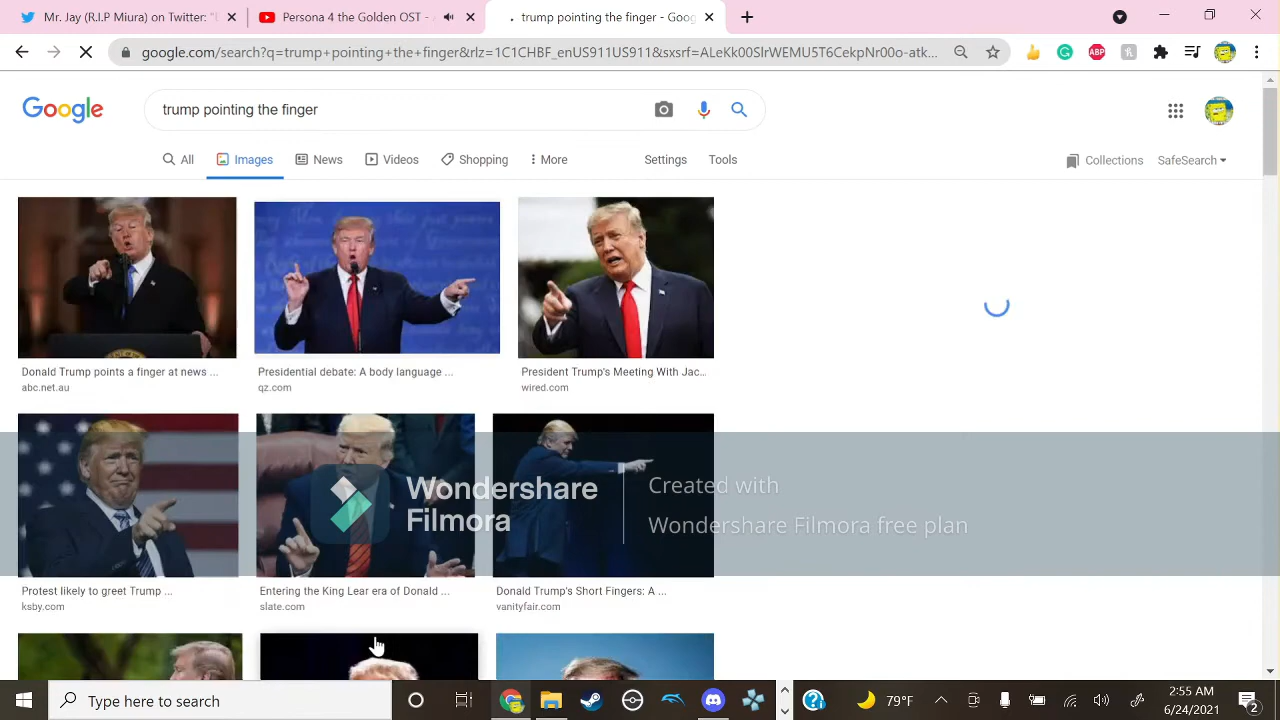 Mr. Jay (R.I.P Miura) on Twitter: "L
Persona 4 the Golden OST -
trump pointing the finger - Goo
google.com/search?q=trump+pointing+the+finger&rlz=1C1CHBF_enUS911US911&sxsrf=ALeKk00SlrWEMU5T6CekpNr00o-atk...
ABP
Google
trump pointing the finger
All
Images
News
Videos
Shopping
More
Settings
Tools
Collections
SafeSearch
Donald Trump points a finger at news ...
abc.net.au
Presidential debate: A body language ...
qz.com
President Trump's Meeting With Jac...
wired.com
Wondershare
Filmora
Created with
Wondershare Filmora free plan
Protest likely to greet Trump ...
ksby.com
Entering the King Lear era of Donald ...
slate.com
Donald Trump's Short Fingers: A ...
vanityfair.com
Type here to search
79°F
2:55 AM
6/24/2021
2